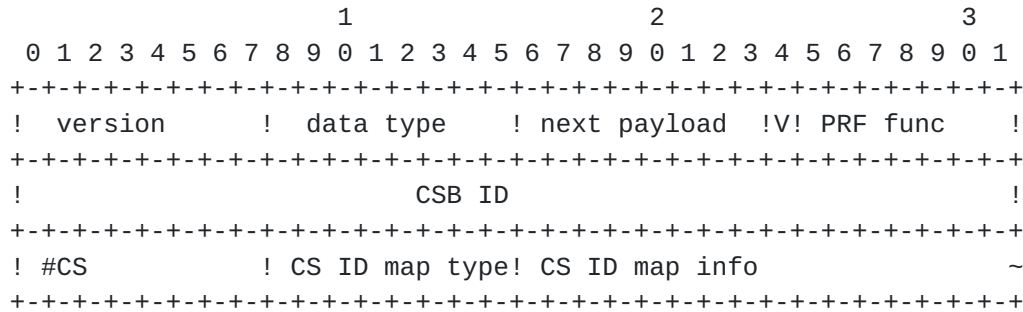 1                   2                   3
 0 1 2 3 4 5 6 7 8 9 0 1 2 3 4 5 6 7 8 9 0 1 2 3 4 5 6 7 8 9 0 1
+-+-+-+-+-+-+-+-+-+-+-+-+-+-+-+-+-+-+-+-+-+-+-+-+-+-+-+-+-+-+-+-+
!  version      !  data type    ! next payload  !V! PRF func    !
+-+-+-+-+-+-+-+-+-+-+-+-+-+-+-+-+-+-+-+-+-+-+-+-+-+-+-+-+-+-+-+-+
!                         CSB ID                                !
+-+-+-+-+-+-+-+-+-+-+-+-+-+-+-+-+-+-+-+-+-+-+-+-+-+-+-+-+-+-+-+-+
! #CS           ! CS ID map type! CS ID map info                ~
+-+-+-+-+-+-+-+-+-+-+-+-+-+-+-+-+-+-+-+-+-+-+-+-+-+-+-+-+-+-+-+-+